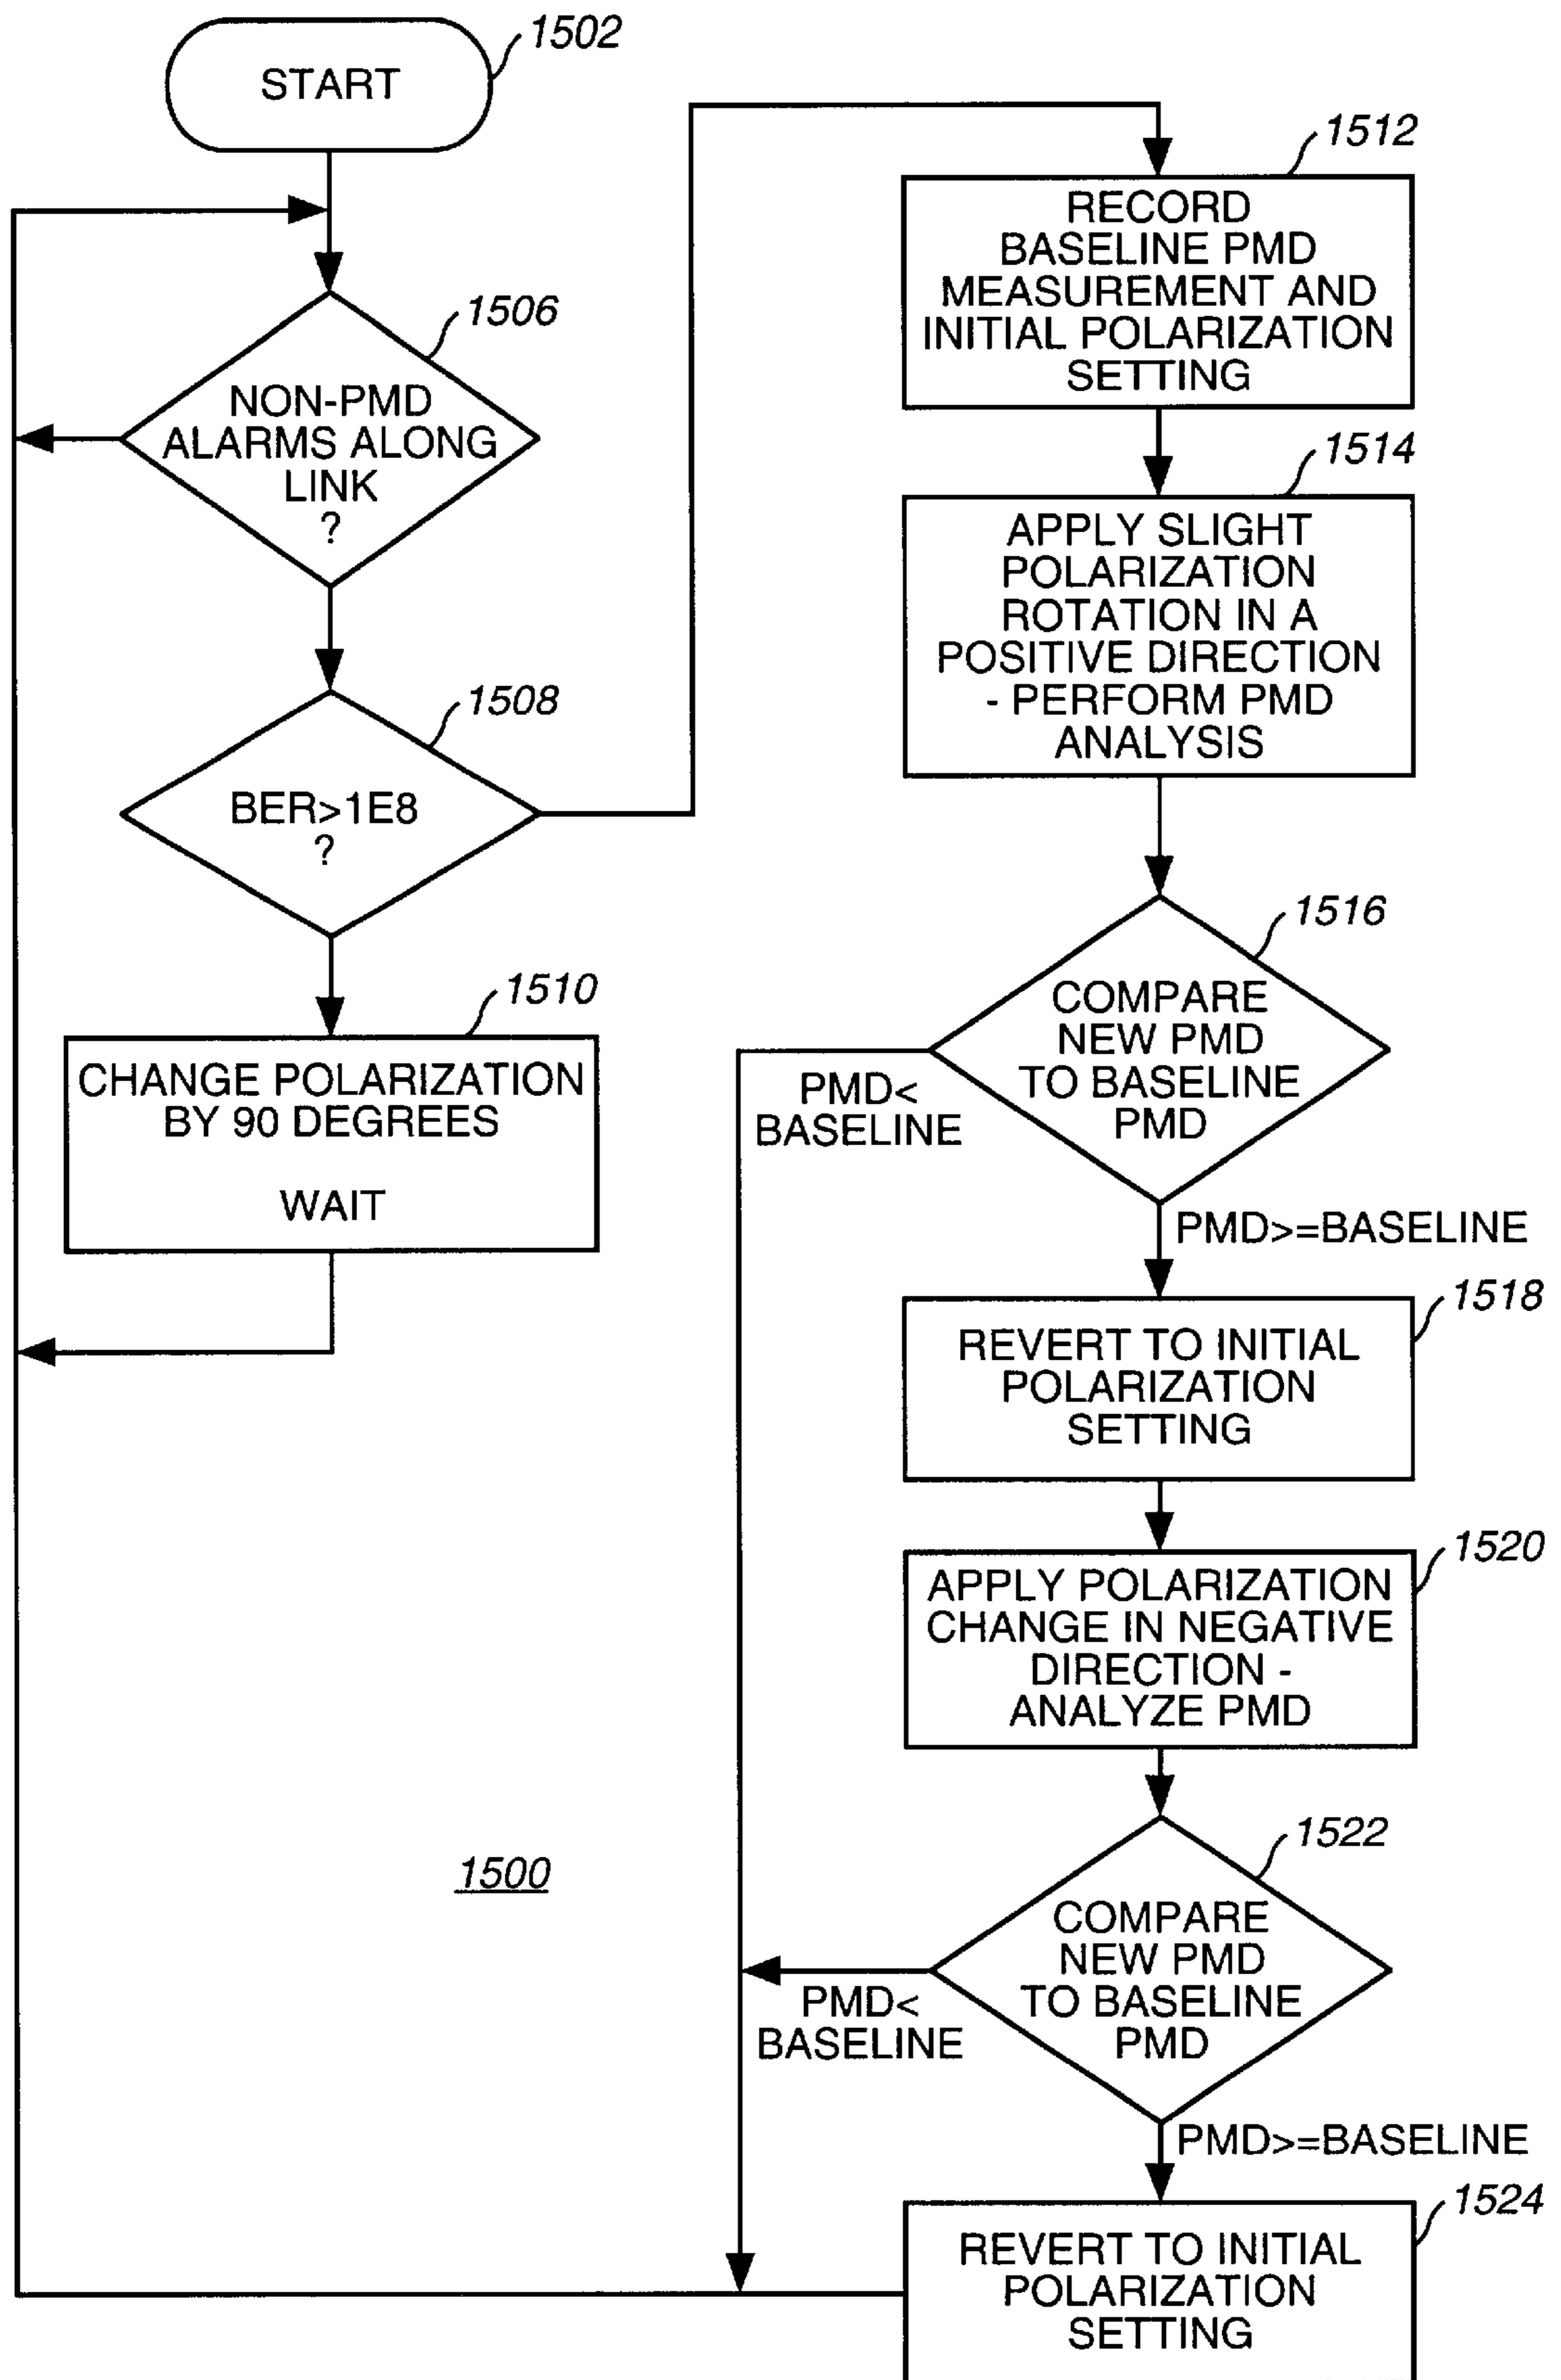 1502
START
1506
NON-PMD
ALARMS ALONG
LINK
?
1508
BER>1E8
?
1510
CHANGE POLARIZATION
BY 90 DEGREES
WAIT
1512
RECORD
BASELINE PMD
MEASUREMENT AND
INITIAL POLARIZATION
SETTING
1514
APPLY SLIGHT
POLARIZATION
ROTATION IN A
POSITIVE DIRECTION
- PERFORM PMD
ANALYSIS
1516
COMPARE
NEW PMD
TO BASELINE
PMD
PMD<
BASELINE
PMD>=BASELINE
1518
REVERT TO INITIAL
POLARIZATION
SETTING
1520
APPLY POLARIZATION
CHANGE IN NEGATIVE
DIRECTION -
ANALYZE PMD
1522
COMPARE
NEW PMD
TO BASELINE
PMD
PMD<
BASELINE
PMD>=BASELINE
1524
REVERT TO INITIAL
POLARIZATION
SETTING
1500